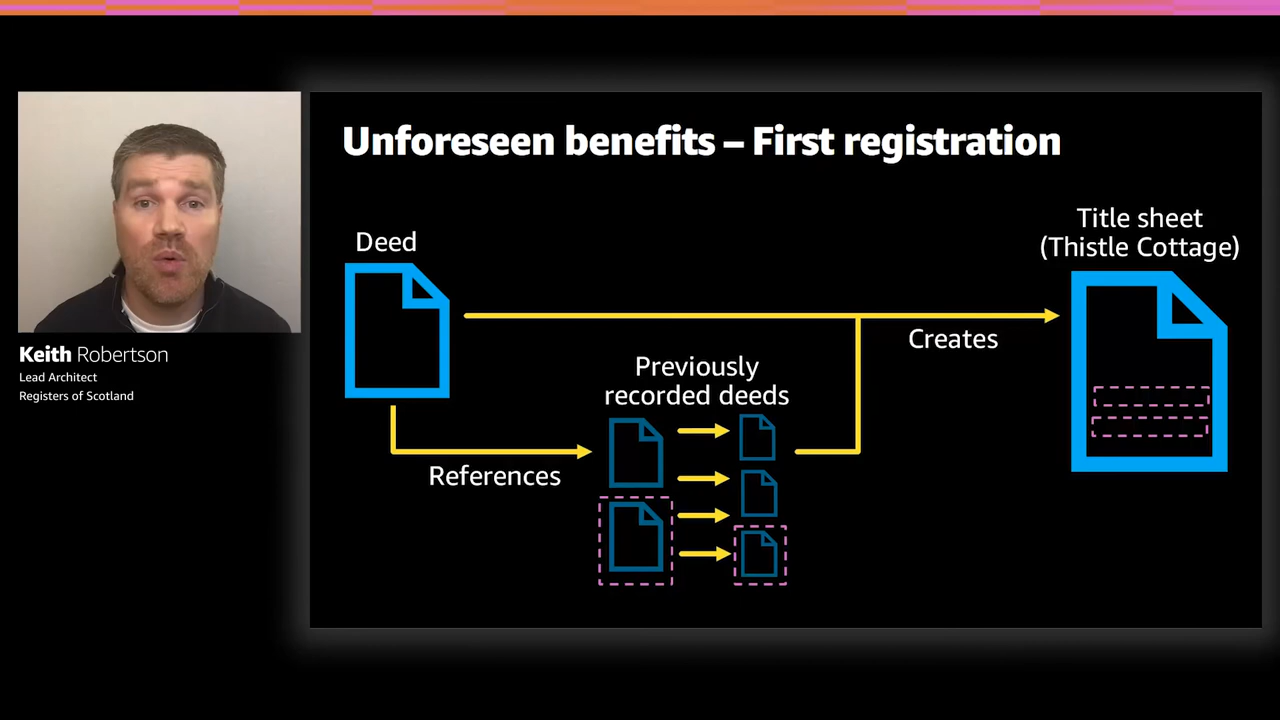 Unforeseen benefits – First registration
Title sheet
(Thistle Cottage)
Deed
Creates
Previously
recorded deeds
References
Keith Robertson
Lead Architect
Registers of Scotland